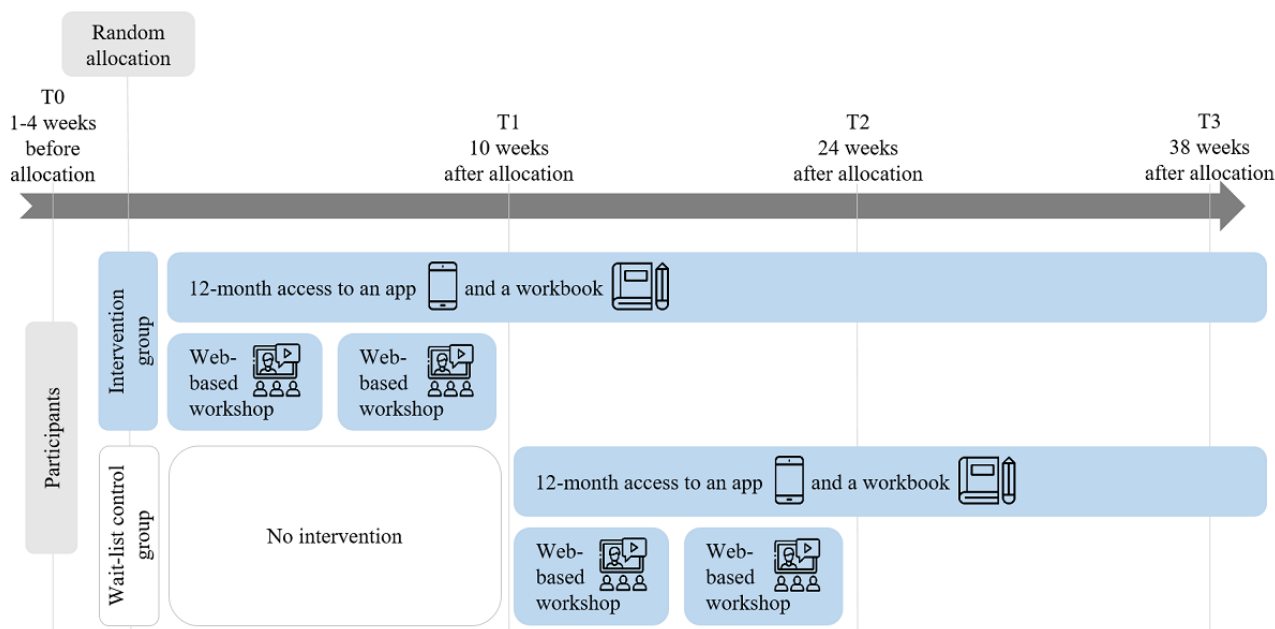 Random
allocation
T0
1-4 weeks
before
allocation
T1
10 weeks
after allocation
T2
24 weeks
after allocation
T3
38 weeks
after allocation
Participants
Intervention
group
12-month access to an app and a workbook
Web-
based
workshop
Web-
based
workshop
Wait-list control
group
No intervention
12-month access to an app and a workbook
Web-
based
workshop
Web-
based
workshop